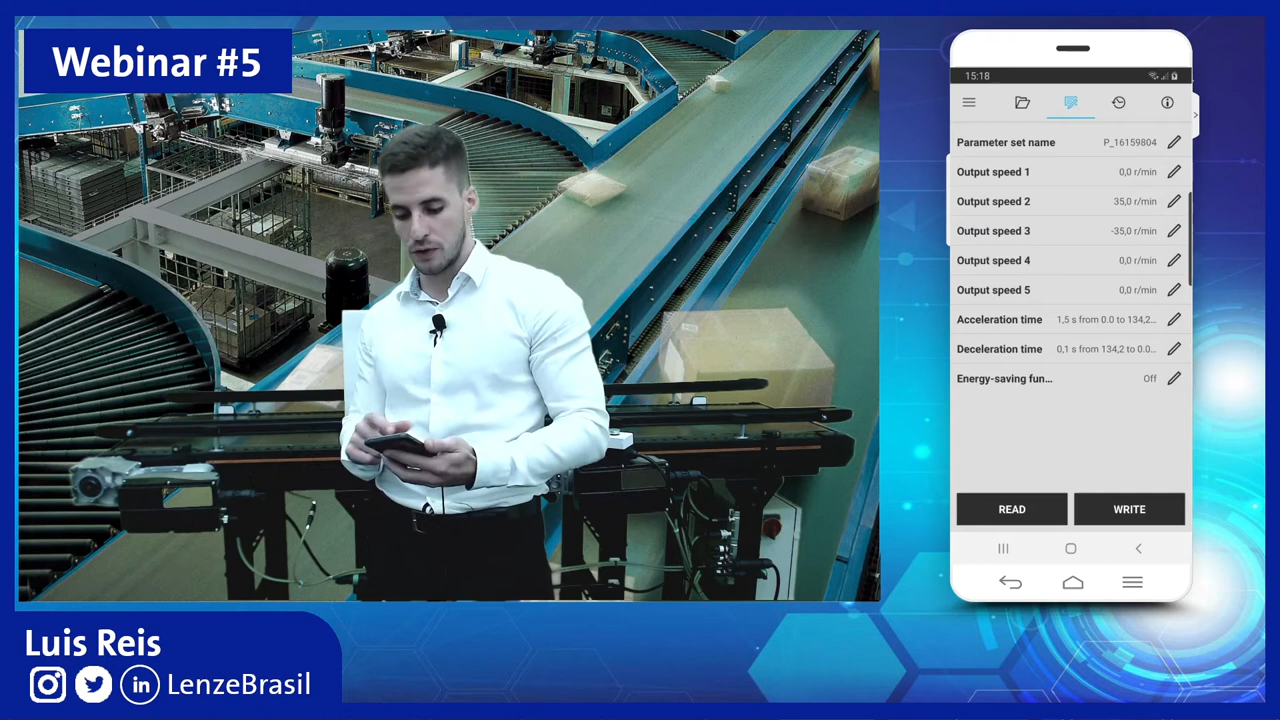 Webinar #5
15:18
Parameter set name P_16159804
Output speed 1 0,0 r/min
Output speed 2 35,0 r/min
Output speed 3 -35,0 r/min
Output speed 4 0,0 r/min
Output speed 5 0,0 r/min
Acceleration time 1,5 s from 0.0 to 134,2...
Deceleration time 0,1 s from 134,2 to 0.0...
Energy-saving fun... Off
READ WRITE
Luis Reis
in LenzeBrasil